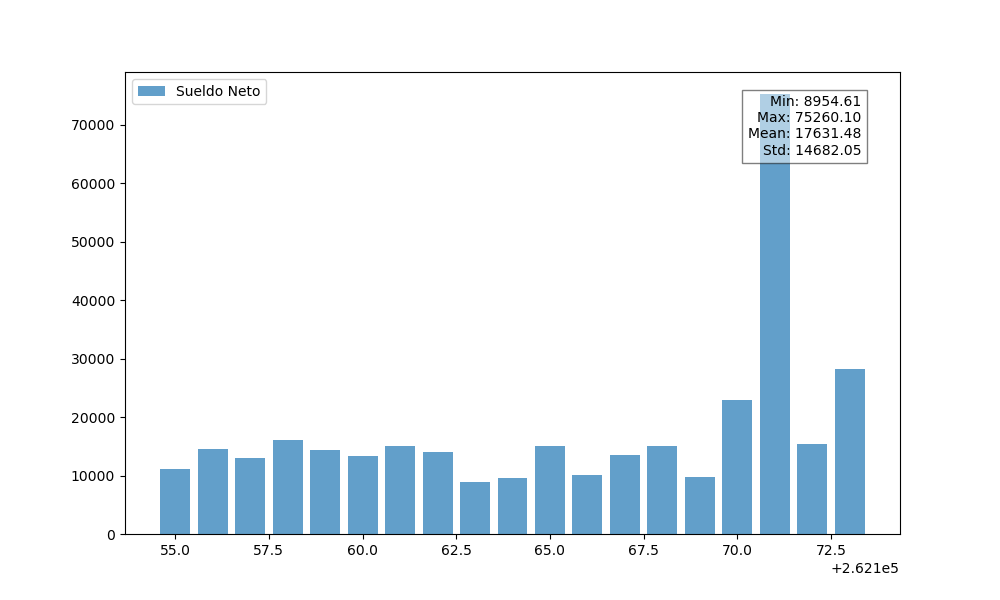 Sueldo Neto
Min: 8954.61
Max: 75260.10
Mean: 17631.48
Std: 14682.05
70000
60000
50000
40000
30000
20000
10000
0
55.0 57.5 60.0 62.5 65.0 67.5 70.0 72.5
+2.621e5